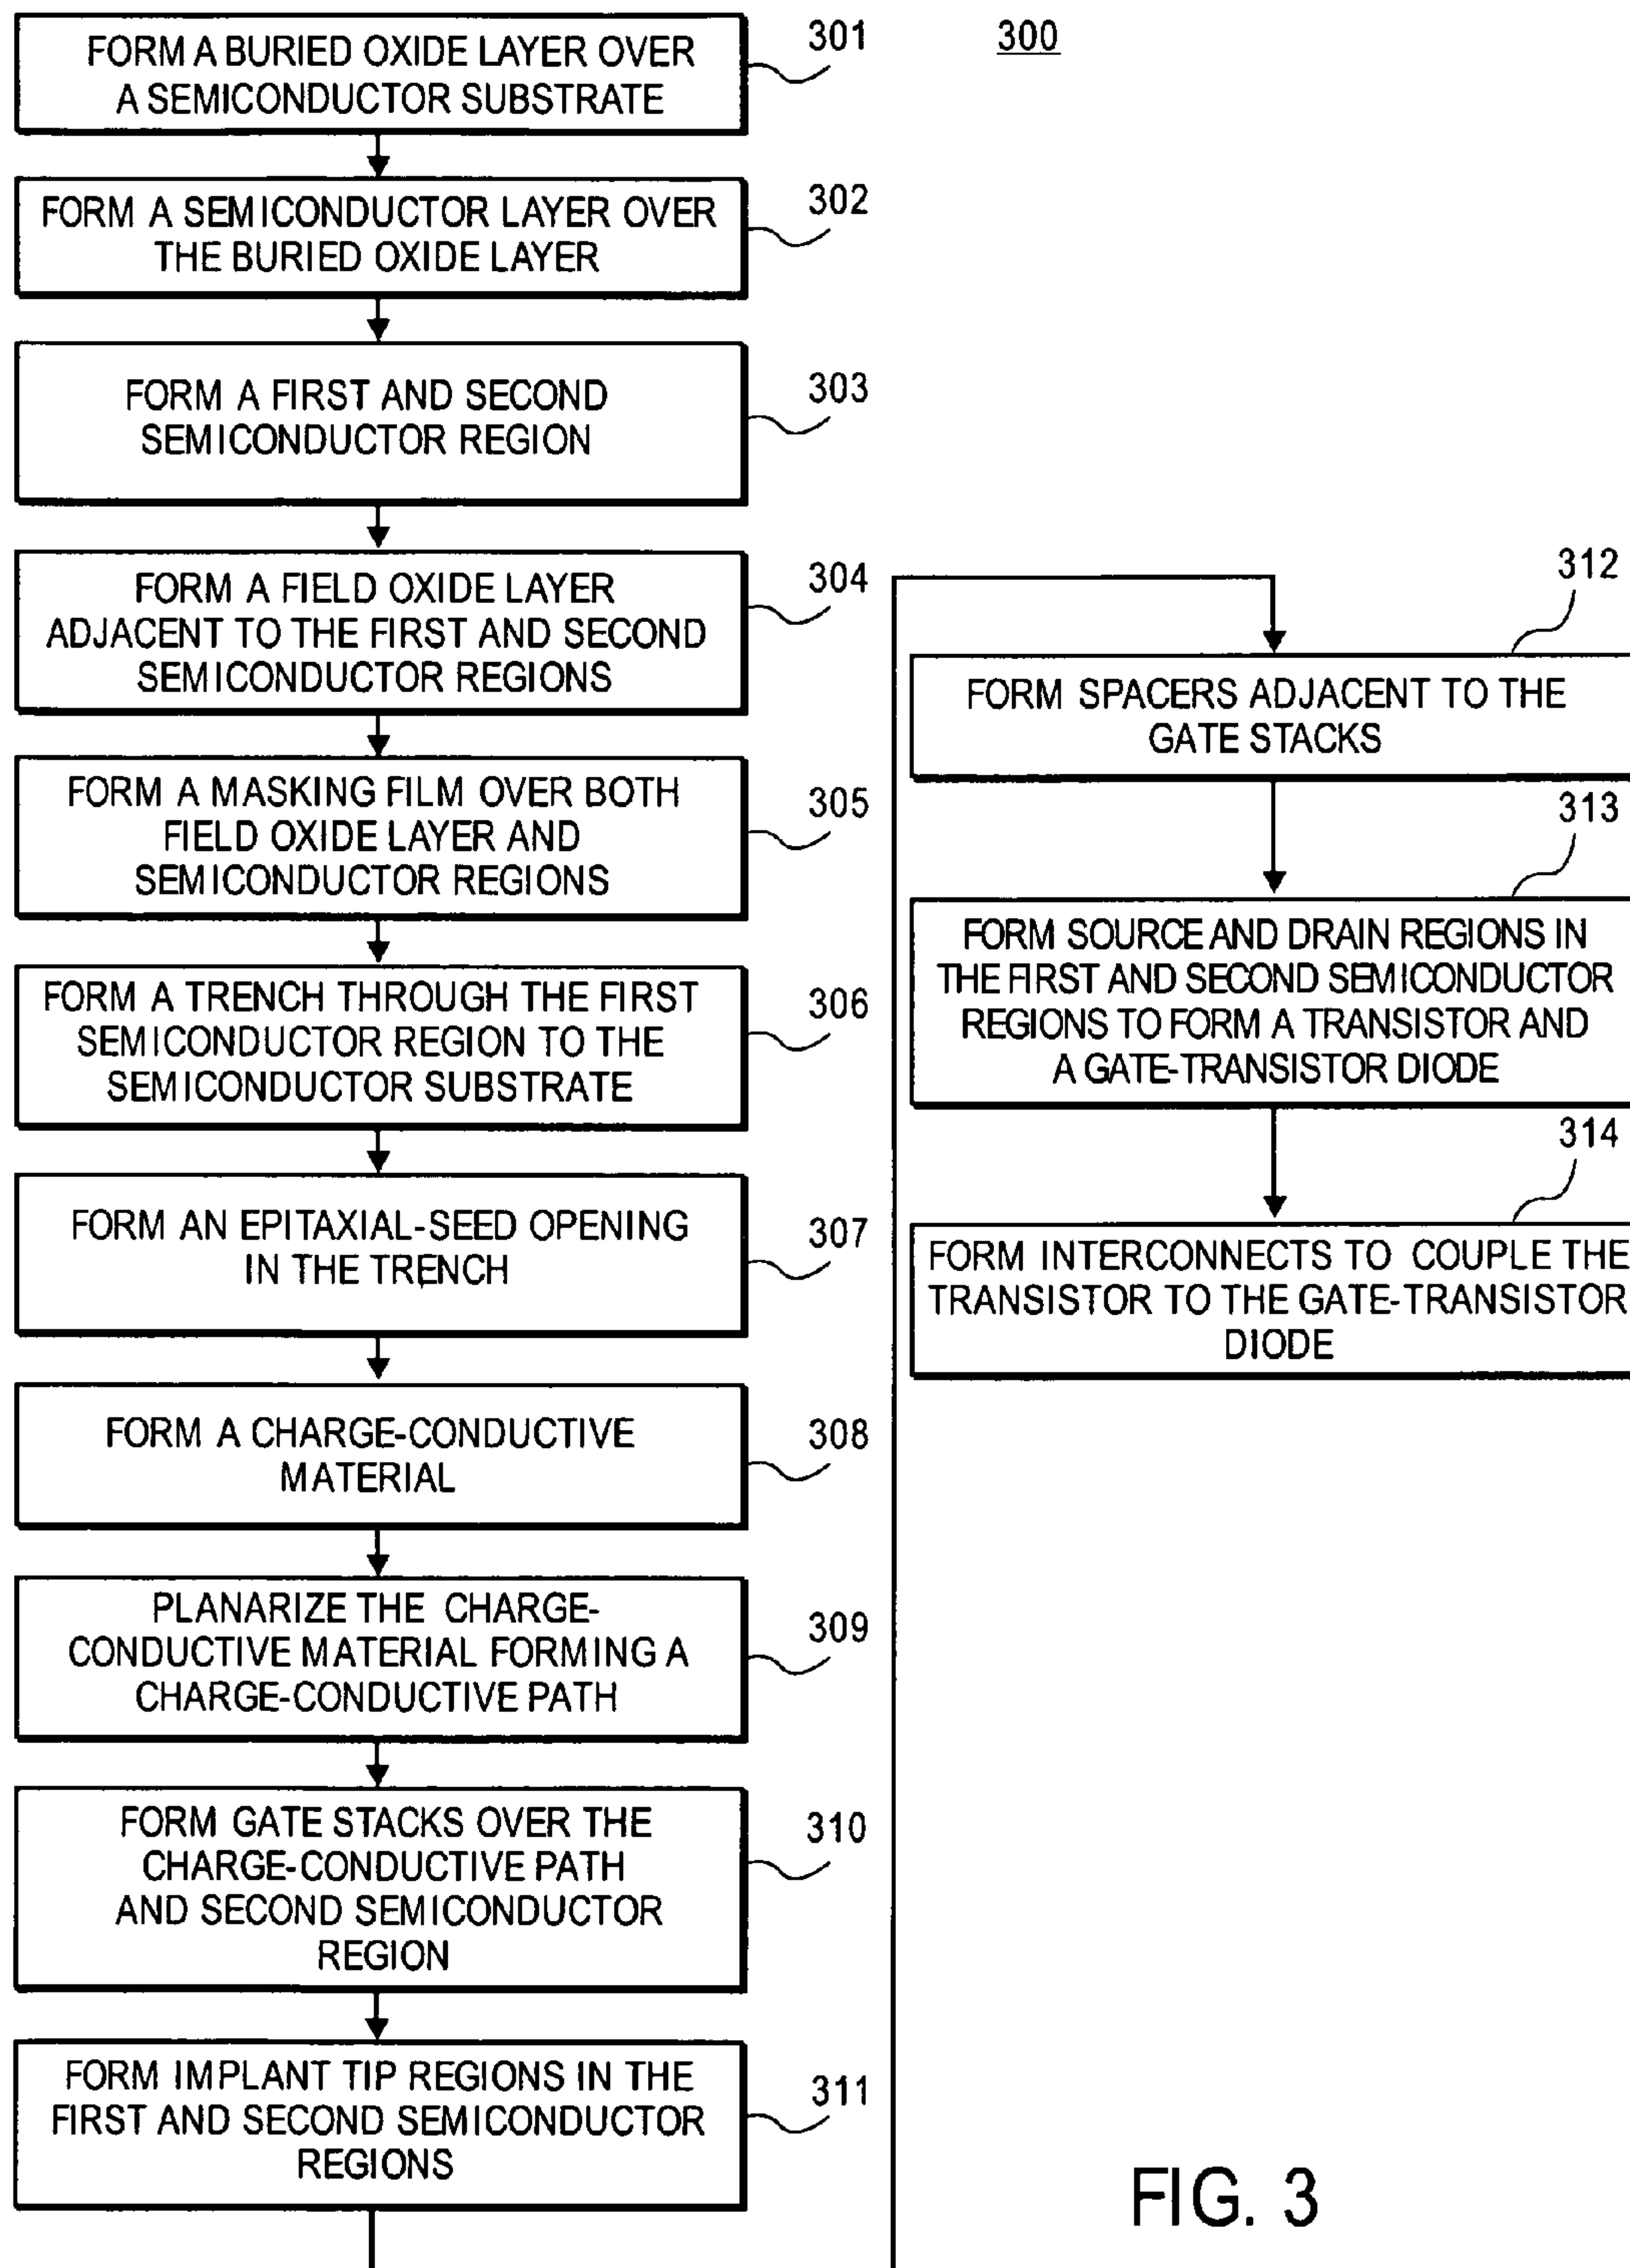 300
FORM A BURIED OXIDE LAYER OVER
A SEMICONDUCTOR SUBSTRATE
301
FORM A SEMICONDUCTOR LAYER OVER
THE BURIED OXIDE LAYER
302
FORM A FIRST AND SECOND
SEMICONDUCTOR REGION
303
FORM A FIELD OXIDE LAYER
ADJACENT TO THE FIRST AND SECOND
SEMICONDUCTOR REGIONS
304
FORM A MASKING FILM OVER BOTH
FIELD OXIDE LAYER AND
SEMICONDUCTOR REGIONS
305
FORM A TRENCH THROUGH THE FIRST
SEMICONDUCTOR REGION TO THE
SEMICONDUCTOR SUBSTRATE
306
FORM AN EPITAXIAL-SEED OPENING
IN THE TRENCH
307
FORM A CHARGE-CONDUCTIVE
MATERIAL
308
PLANARIZE THE CHARGE-
CONDUCTIVE MATERIAL FORMING A
CHARGE-CONDUCTIVE PATH
309
FORM GATE STACKS OVER THE
CHARGE-CONDUCTIVE PATH
AND SECOND SEMICONDUCTOR
REGION
310
FORM IMPLANT TIP REGIONS IN THE
FIRST AND SECOND SEMICONDUCTOR
REGIONS
311
312
FORM SPACERS ADJACENT TO THE
GATE STACKS
313
FORM SOURCE AND DRAIN REGIONS IN
THE FIRST AND SECOND SEMICONDUCTOR
REGIONS TO FORM A TRANSISTOR AND
A GATE-TRANSISTOR DIODE
314
FORM INTERCONNECTS TO COUPLE THE
TRANSISTOR TO THE GATE-TRANSISTOR
DIODE
FIG. 3